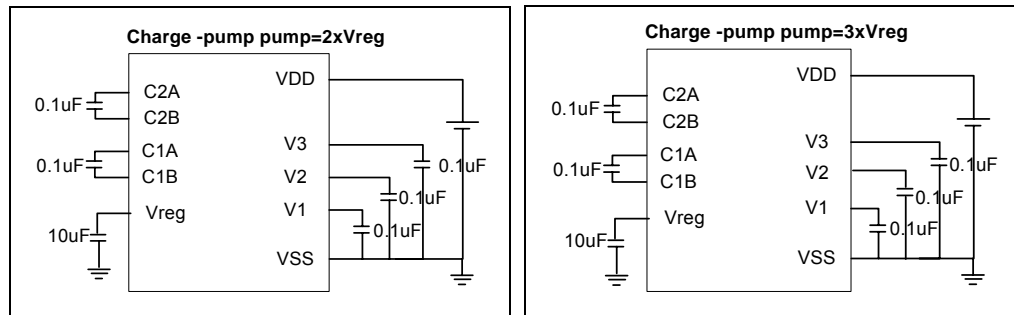 Charge -pump pump=2xVreg
VDD
C2A
0.1uF
C2B
V3
C1A
0.1uF
0.1uF
C1B
V2
0.1uF
Vreg
V1
0.1uF
10uF
VSS
Charge -pump pump=3xVreg
VDD
C2A
0.1uF
C2B
V3
C1A
0.1uF
0.1uF
C1B
V2
0.1uF
Vreg
V1
0.1uF
10uF
VSS